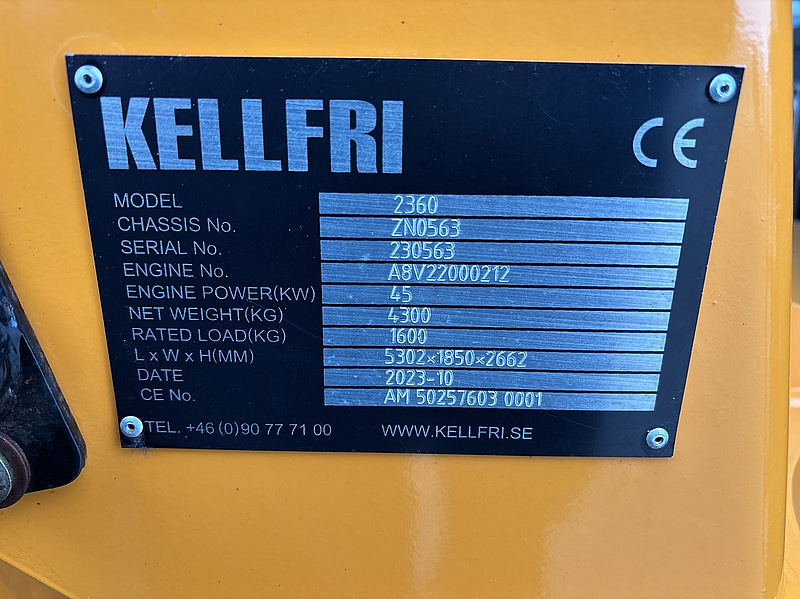 KELLFRI
CE
MODEL 2360
CHASSIS No. ZN0563
SERIAL No. 230563
ENGINE No. A8V22000212
ENGINE POWER(KW) 45
NET WEIGHT(KG) 4300
RATED LOAD(KG) 1600
L x W x H(MM) 5302×1850×2662
DATE 2023-10
CE No. AM 50257603 0001
TEL. +46 (0)90 77 71 00 WWW.KELLFRI.SE